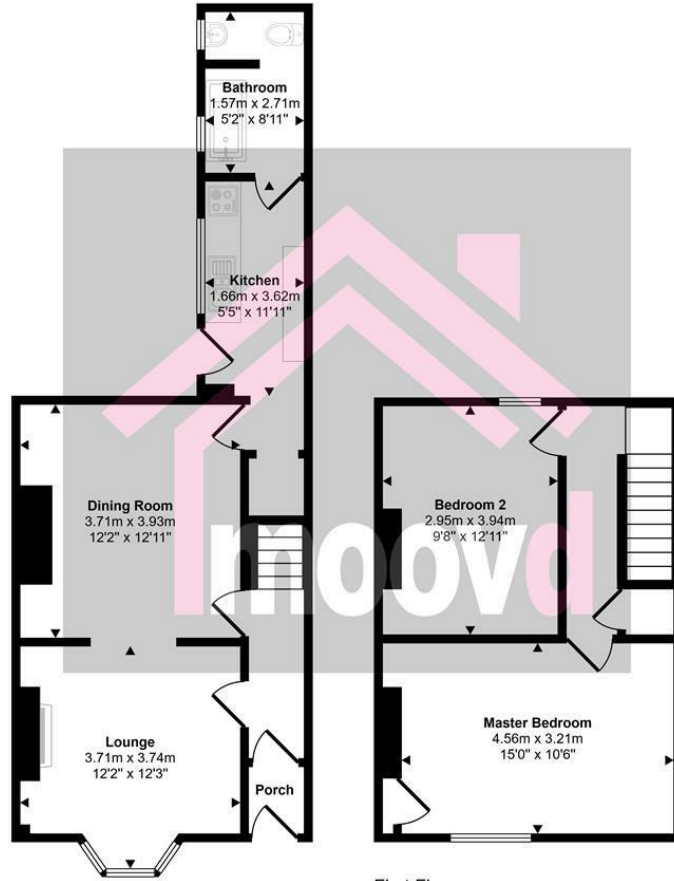 Bathroom
1.57m x 2.71m
5'2" x 8'11"
Kitchen
1.66m x 3.62m
5'5" x 11'11"
Dining Room
3.71m x 3.93m
12'2" x 12'11"
Bedroom 2
2.95m x 3.94m
9'8" x 12'11"
moovd
Lounge
3.71m x 3.74m
12'2" x 12'3"
Porch
Master Bedroom
4.56m x 3.21m
15'0" x 10'6"